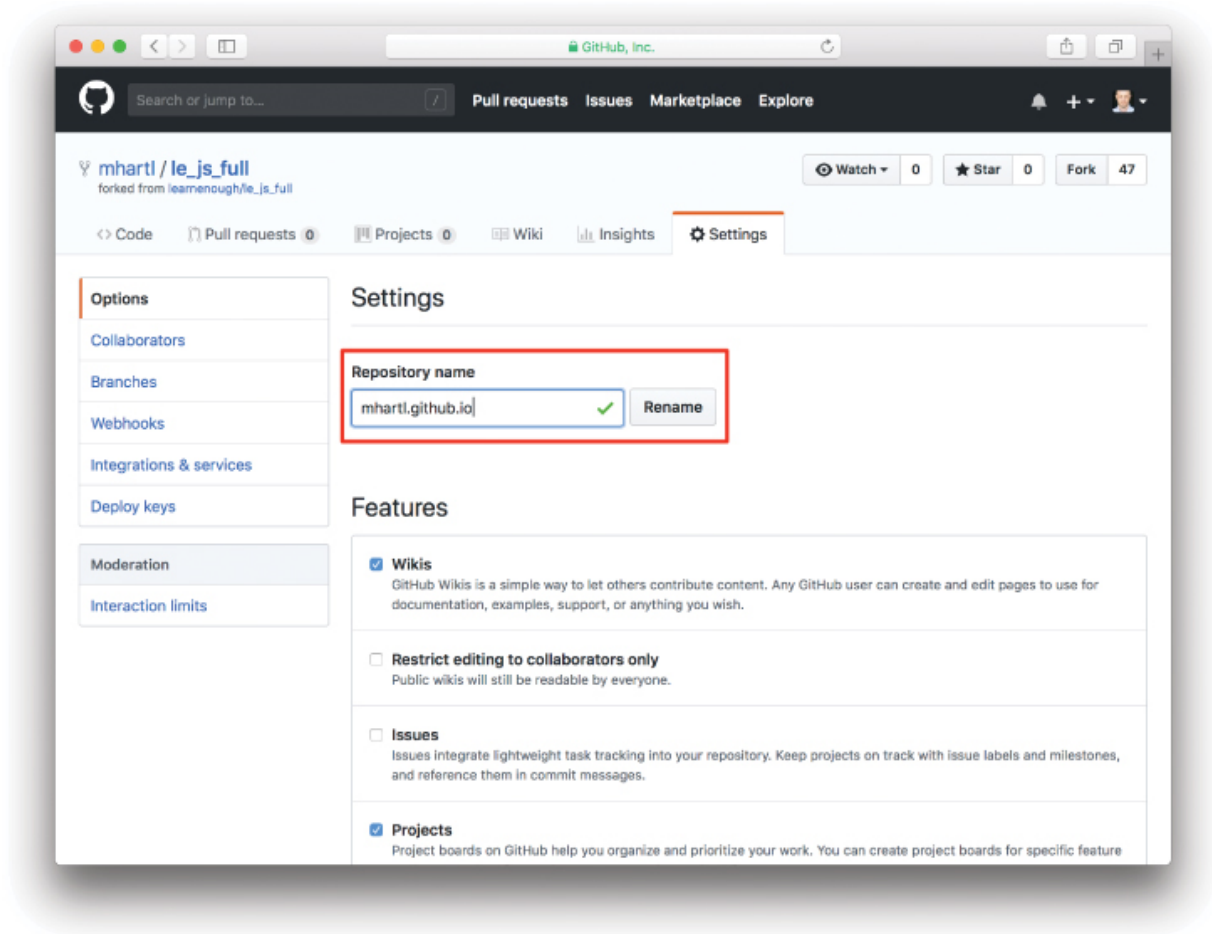 GitHub, Inc.
Search or jump to...
/
Pull requests Issues Marketplace Explore
mhartl / le_js_full
forked from learnenough/le_js_full
Watch 0 Star 0 Fork 47
Code Pull requests 0 Projects 0 Wiki Insights Settings
Options
Collaborators
Branches
Webhooks
Integrations & services
Deploy keys
Moderation
Interaction limits
Settings
Repository name
mhartl.github.io Rename
Features
Wikis
GitHub Wikis is a simple way to let others contribute content. Any GitHub user can create and edit pages to use for
documentation, examples, support, or anything you wish.
Restrict editing to collaborators only
Public wikis will still be readable by everyone.
Issues
Issues integrate lightweight task tracking into your repository. Keep projects on track with issue labels and milestones,
and reference them in commit messages.
Projects
Project boards on GitHub help you organize and prioritize your work. You can create project boards for specific feature